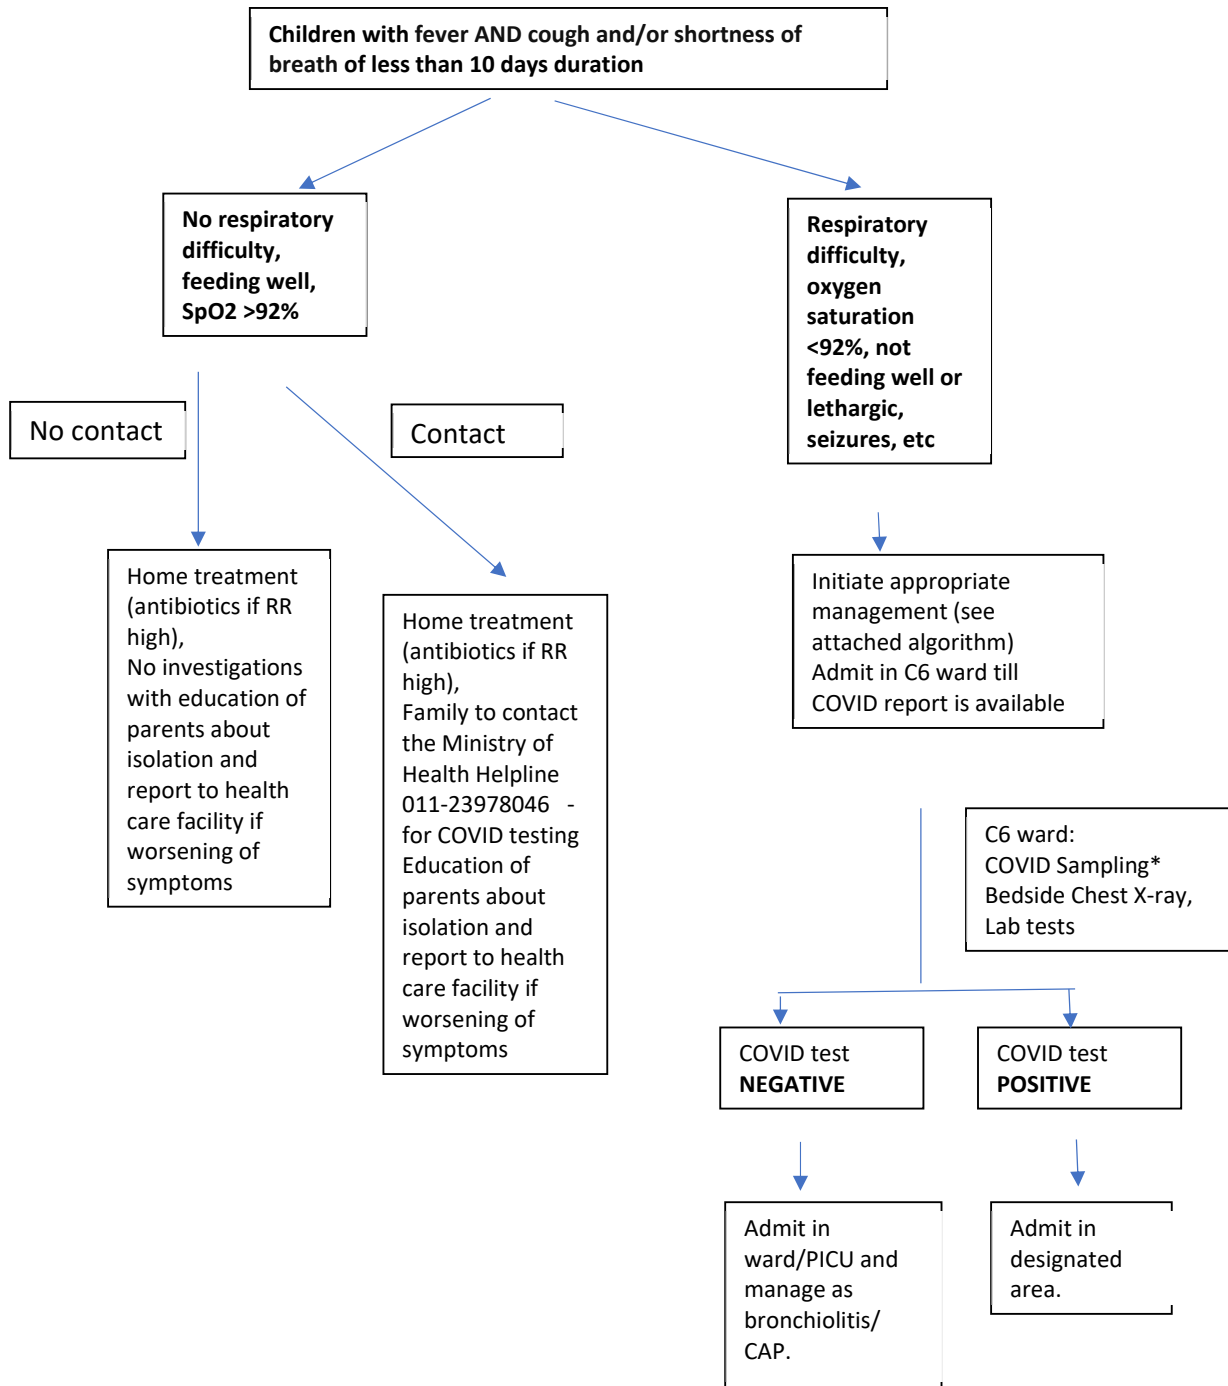 Children with fever AND cough and/or shortness of
breath of less than 10 days duration
No respiratory
difficulty,
feeding well,
SpO2 >92%
Respiratory
difficulty,
oxygen
saturation
<92%, not
feeding well or
lethargic,
seizures, etc
No contact
Contact
Home treatment
(antibiotics if RR
high),
No investigations
with education of
parents about
isolation and
report to health
care facility if
worsening of
symptoms
Home treatment
(antibiotics if RR
high),
Family to contact
the Ministry of
Health Helpline
011-23978046 -
for COVID testing
Education of
parents about
isolation and
report to health
care facility if
worsening of
symptoms
Initiate appropriate
management (see
attached algorithm)
Admit in C6 ward till
COVID report is available
C6 ward:
COVID Sampling*
Bedside Chest X-ray,
Lab tests
COVID test
NEGATIVE
COVID test
POSITIVE
Admit in
ward/PICU and
manage as
bronchiolitis/
CAP.
Admit in
designated
area.